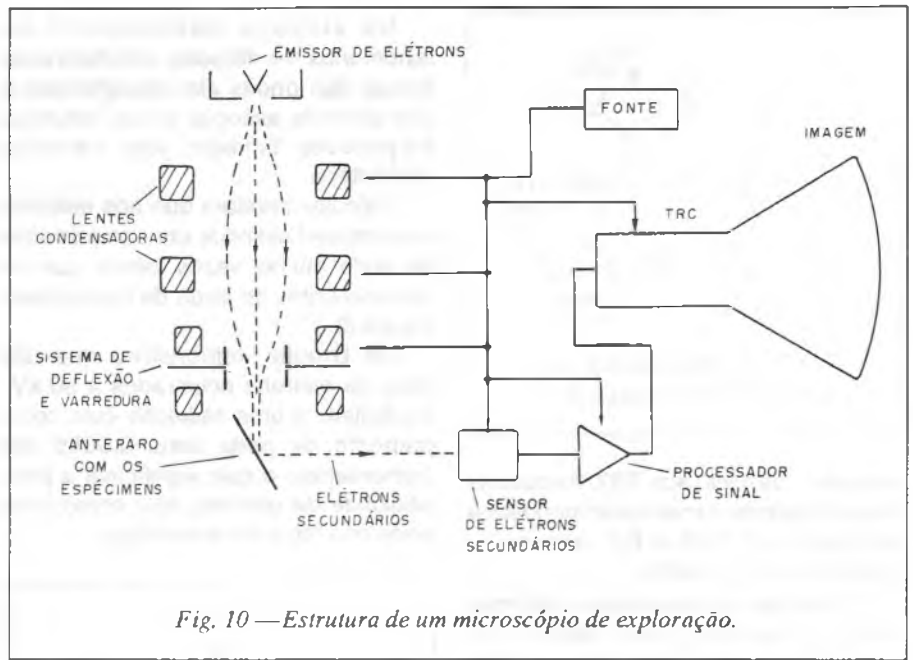 EMISSOR DE ELÉTRONS
FONTE
IMAGEM
TRC
LENTES
CONDENSADORAS
SISTEMA DE
DEFLEXÃO
E VARREDURA
ANTEPARO
COM OS
ESPÉCIMENS
ELÉTRONS
SECUNDÁRIOS
SENSOR
DE ELÉTRONS
SECUNDÁRIOS
PROCESSADOR
DE SINAL
Fig. 10 — Estrutura de um microscópio de exploração.